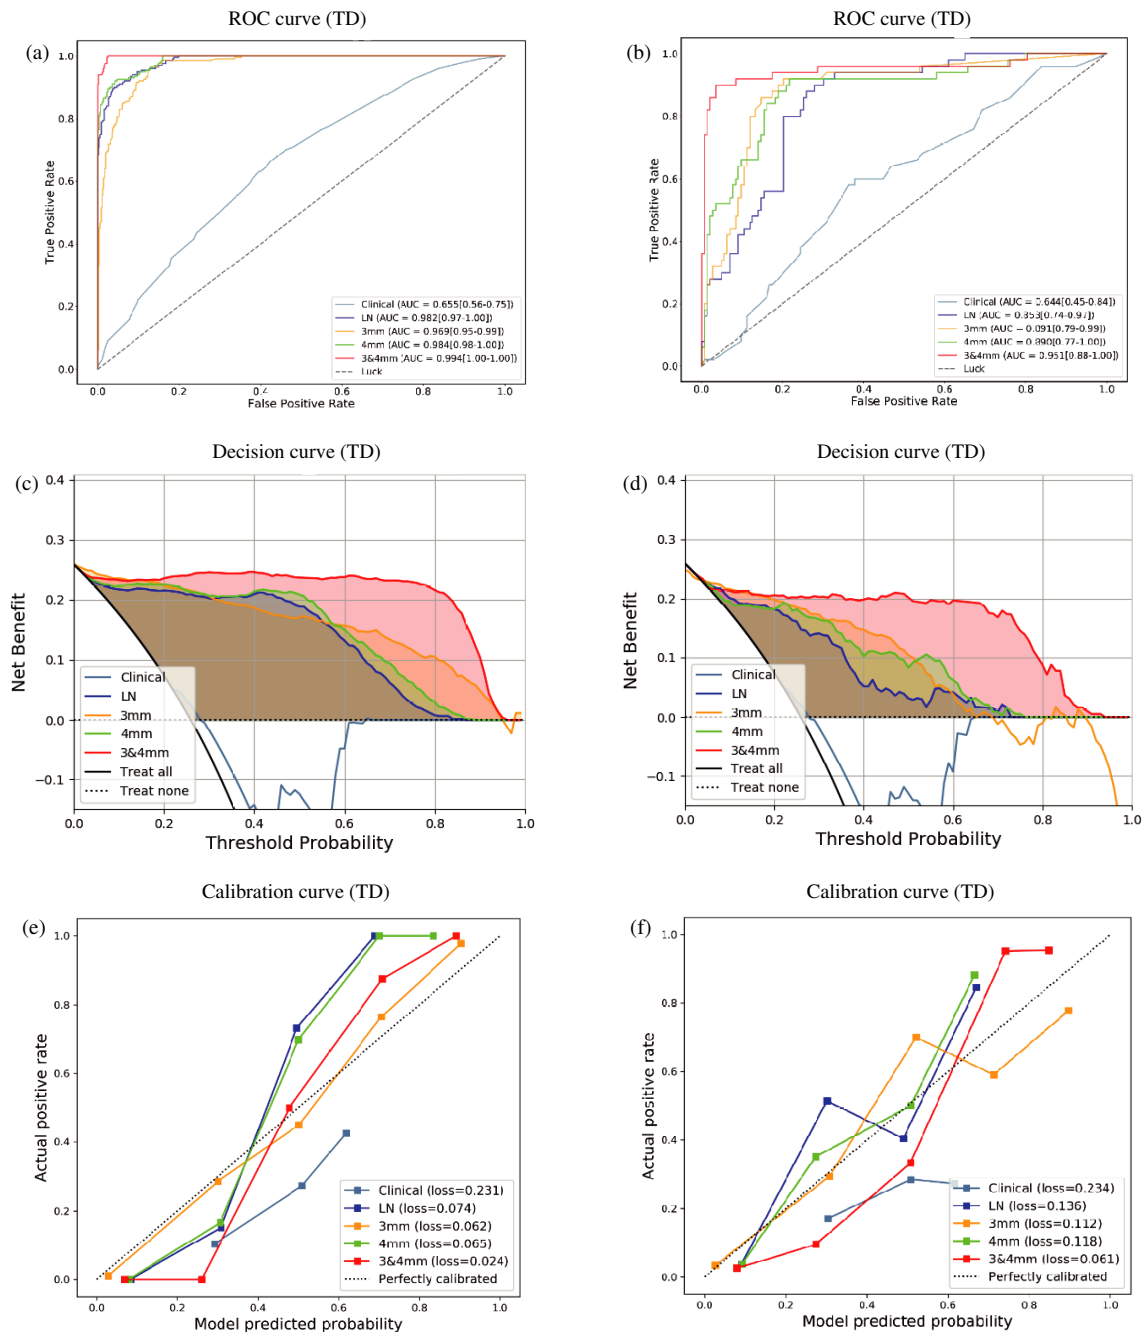 ROC curve (TD)
(a)
1.0
0.8
0.6
0.4
0.2
0.0
True Positive Rate
Clinical (AUC = 0.655[0.56-0.75])
LN (AUC = 0.982[0.97-1.00])
3mm (AUC = 0.969[0.95-0.99])
4mm (AUC = 0.984[0.98-1.00])
3&4mm (AUC = 0.994[1.00-1.00])
Luck
0.0 0.2 0.4 0.6 0.8 1.0
False Positive Rate
ROC curve (TD)
(b)
1.0
0.8
0.6
0.4
0.2
0.0
True Positive Rate
Clinical (AUC = 0.644[0.45-0.84])
LN (AUC = 0.853[0.74-0.97])
3mm (AUC = 0.891[0.79-0.99])
4mm (AUC = 0.890[0.77-1.00])
3&4mm (AUC = 0.951[0.88-1.00])
Luck
0.0 0.2 0.4 0.6 0.8 1.0
False Positive Rate
Decision curve (TD)
(c)
0.4
0.3
0.2
0.1
0.0
−0.1
Net Benefit
Clinical
LN
3mm
4mm
3&4mm
Treat all
Treat none
0.0 0.2 0.4 0.6 0.8 1.0
Threshold Probability
Decision curve (TD)
(d)
0.4
0.3
0.2
0.1
0.0
−0.1
Net Benefit
Clinical
LN
3mm
4mm
3&4mm
Treat all
Treat none
0.0 0.2 0.4 0.6 0.8 1.0
Threshold Probability
Calibration curve (TD)
(e)
1.0
0.8
0.6
0.4
0.2
0.0
Actual positive rate
Clinical (loss=0.231)
LN (loss=0.074)
3mm (loss=0.062)
4mm (loss=0.065)
3&4mm (loss=0.024)
Perfectly calibrated
0.0 0.2 0.4 0.6 0.8 1.0
Model predicted probability
Calibration curve (TD)
(f)
1.0
0.8
0.6
0.4
0.2
0.0
Actual positive rate
Clinical (loss=0.234)
LN (loss=0.136)
3mm (loss=0.112)
4mm (loss=0.118)
3&4mm (loss=0.061)
Perfectly calibrated
0.0 0.2 0.4 0.6 0.8 1.0
Model predicted probability